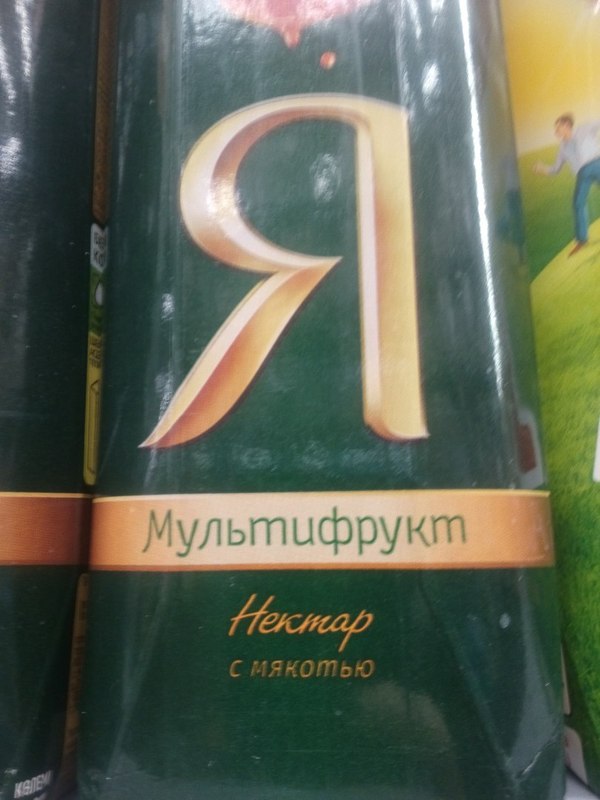 Я
Мультифрукт
Нектар
с мякотью